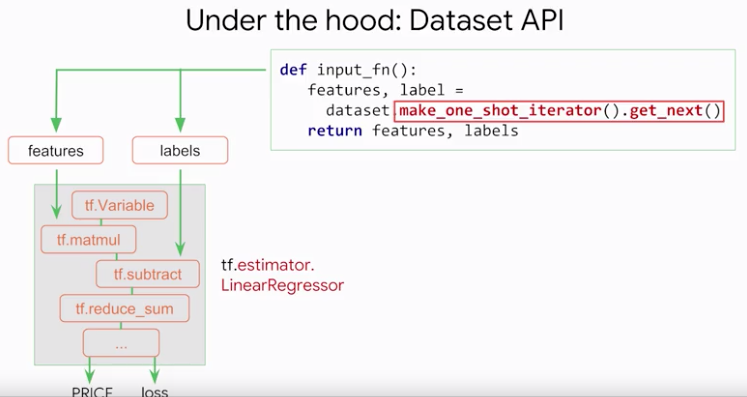 Under the hood: Dataset API
def input_fn():
features, label =
dataset.make_one_shot_iterator().get_next()
return features, labels
features
labels
tf.Variable
tf.matmul
tf.subtract
tf.reduce_sum
...
tf.estimator.
LinearRegressor
PRICE
loss